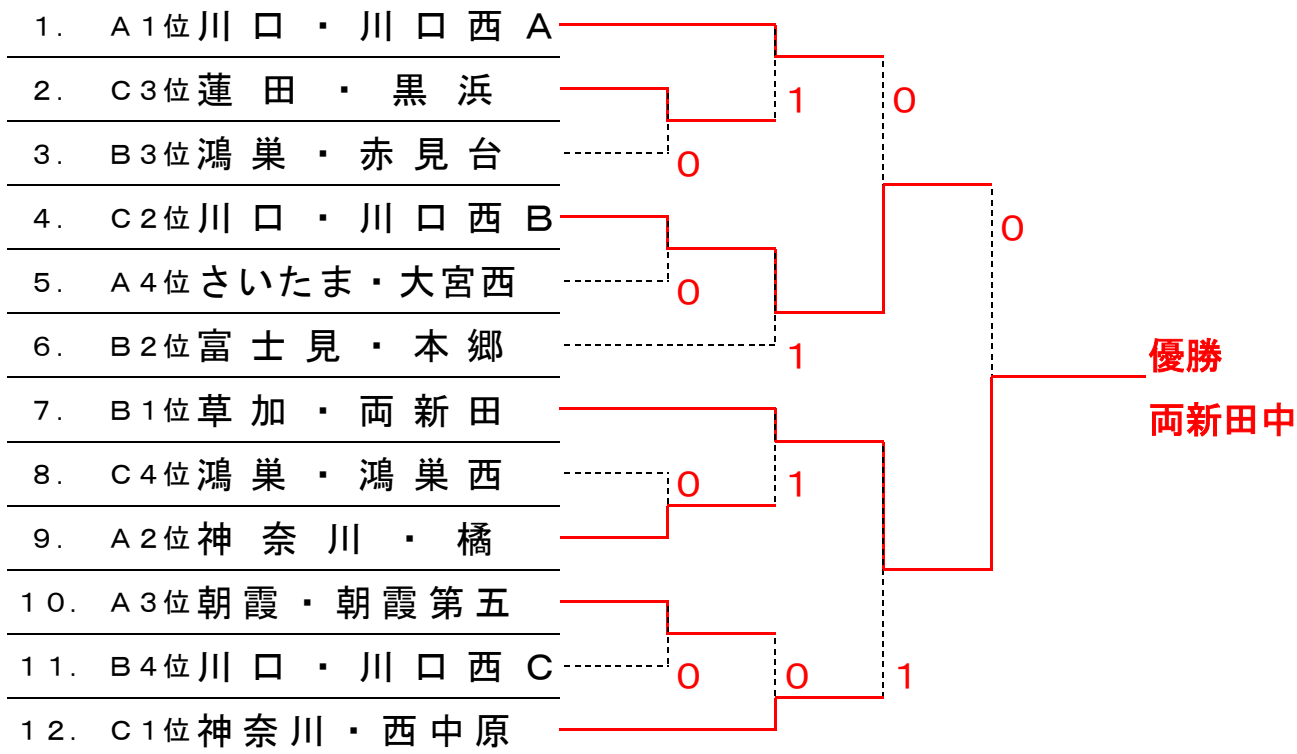 １． Ａ１位 川口・川口西Ａ
２． Ｃ３位 蓮田・黒浜
３． Ｂ３位 鴻巣・赤見台
４． Ｃ２位 川口・川口西Ｂ
５． Ａ４位 さいたま・大宮西
６． Ｂ２位 富士見・本郷
７． Ｂ１位 草加・両新田
８． Ｃ４位 鴻巣・鴻巣西
９． Ａ２位 神奈川・橘
１０． Ａ３位 朝霞・朝霞第五
１１． Ｂ４位 川口・川口西Ｃ
１２． Ｃ１位 神奈川・西中原
０
０
０
０
１
１
１
０
０
１
０
優勝
両新田中